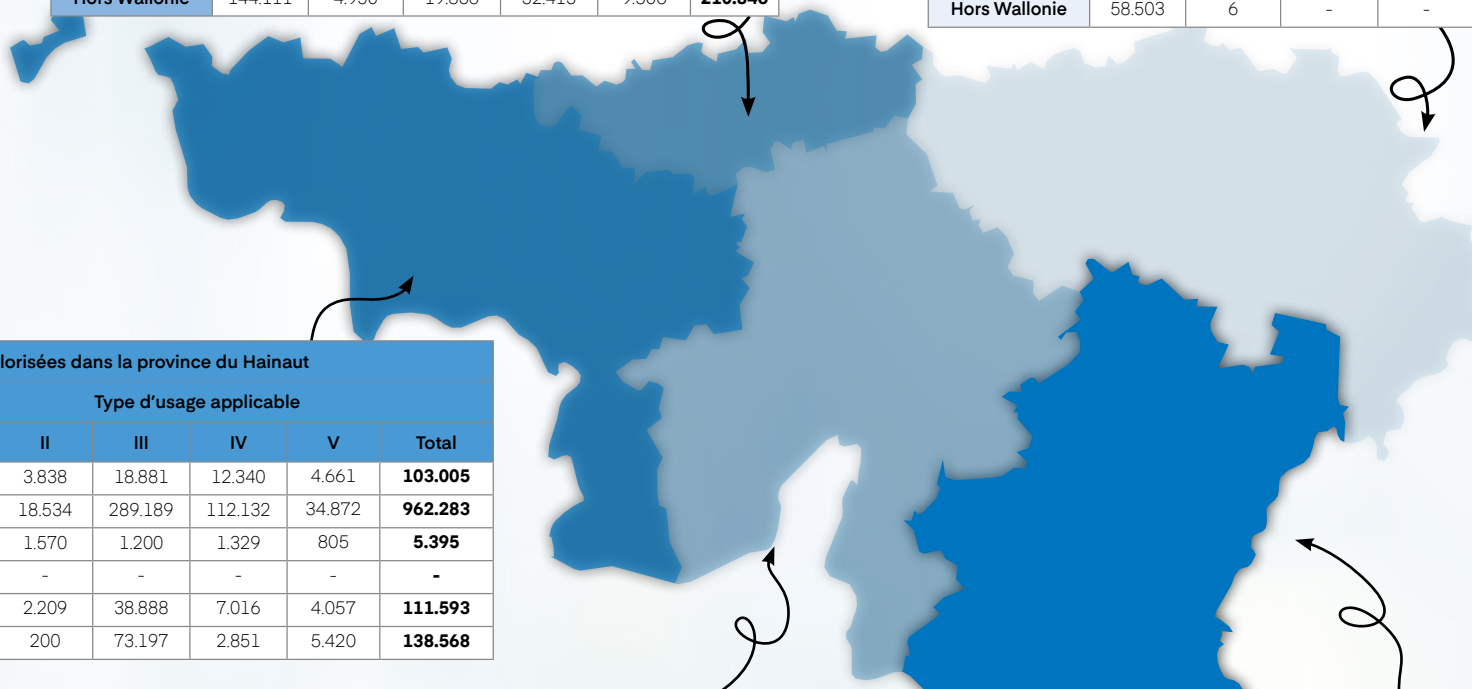 Hors Wallonie 144.111
Hors Wallonie 58.503 6 - -
lorisées dans la province du Hainaut
Type d'usage applicable
II III IV V Total
3.838 18.881 12.340 4.661 103.005
18.534 289.189 112.132 34.872 962.283
1.570 1.200 1.329 805 5.395
- - - - -
2.209 38.888 7.016 4.057 111.593
200 73.197 2.851 5.420 138.568